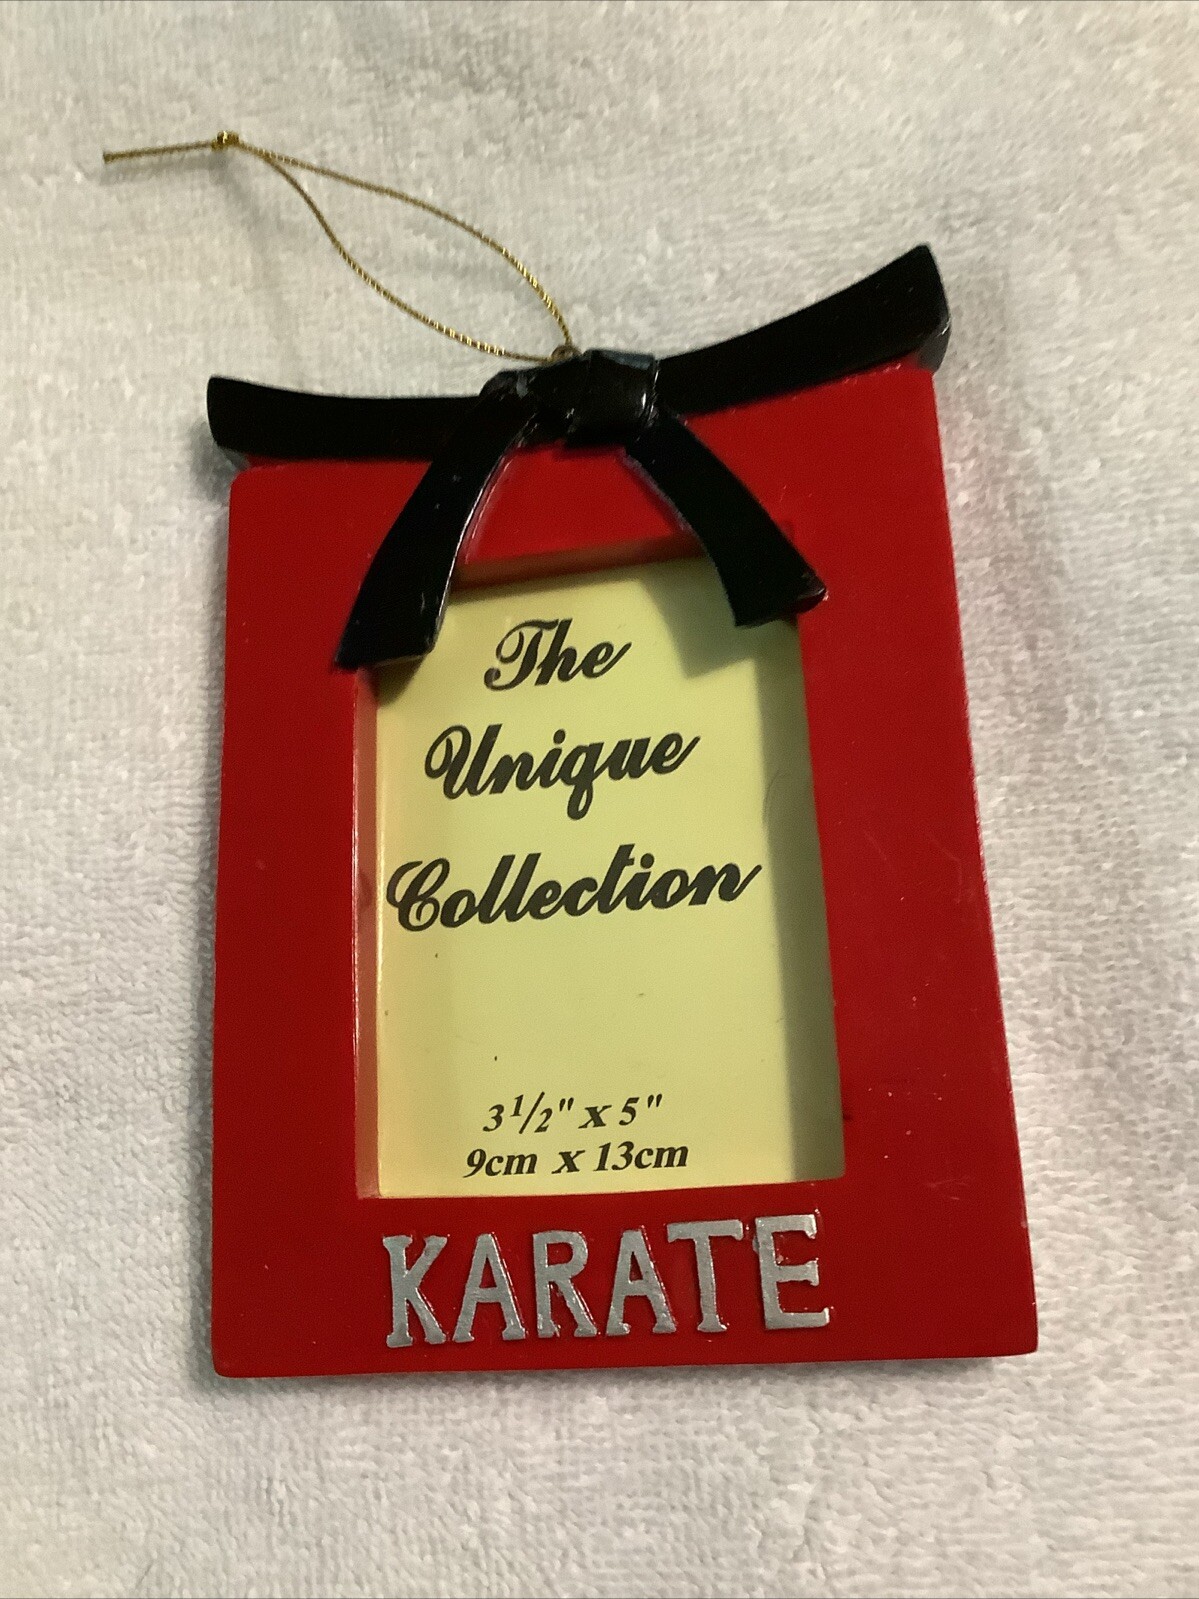 The
Unique
Collection
3 1/2" x 5"
9cm x 13cm
KARATE